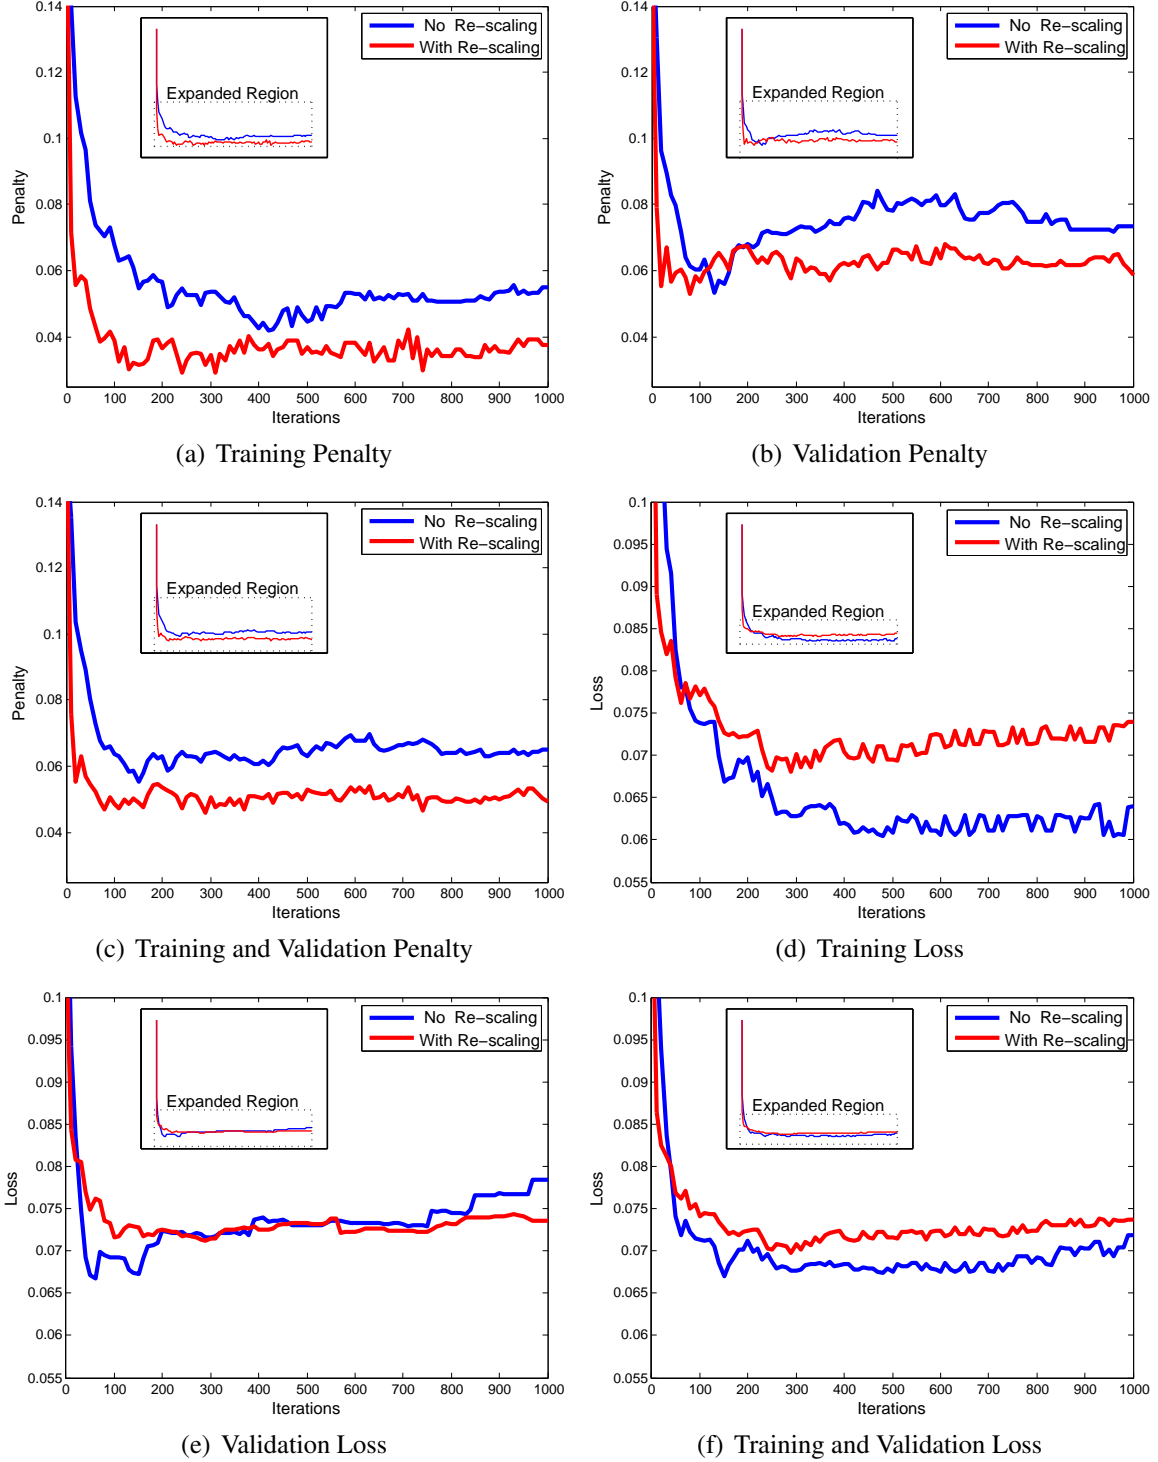 0.14
0.12
0.1
0.08
0.06
0.04
Penalty
No Re−scaling
With Re−scaling
Expanded Region
0 100 200 300 400 500 600 700 800 900 1000
Iterations
(a) Training Penalty
0.14
0.12
0.1
0.08
0.06
0.04
Penalty
No Re−scaling
With Re−scaling
Expanded Region
0 100 200 300 400 500 600 700 800 900 1000
Iterations
(b) Validation Penalty
0.14
0.12
0.1
0.08
0.06
0.04
Penalty
No Re−scaling
With Re−scaling
Expanded Region
0 100 200 300 400 500 600 700 800 900 1000
Iterations
(c) Training and Validation Penalty
0.1
0.095
0.09
0.085
0.08
0.075
0.07
0.065
0.06
0.055
Loss
No Re−scaling
With Re−scaling
Expanded Region
0 100 200 300 400 500 600 700 800 900 1000
Iterations
(d) Training Loss
0.1
0.095
0.09
0.085
0.08
0.075
0.07
0.065
0.06
0.055
Loss
No Re−scaling
With Re−scaling
Expanded Region
0 100 200 300 400 500 600 700 800 900 1000
Iterations
(e) Validation Loss
0.1
0.095
0.09
0.085
0.08
0.075
0.07
0.065
0.06
0.055
Loss
No Re−scaling
With Re−scaling
Expanded Region
0 100 200 300 400 500 600 700 800 900 1000
Iterations
(f) Training and Validation Loss